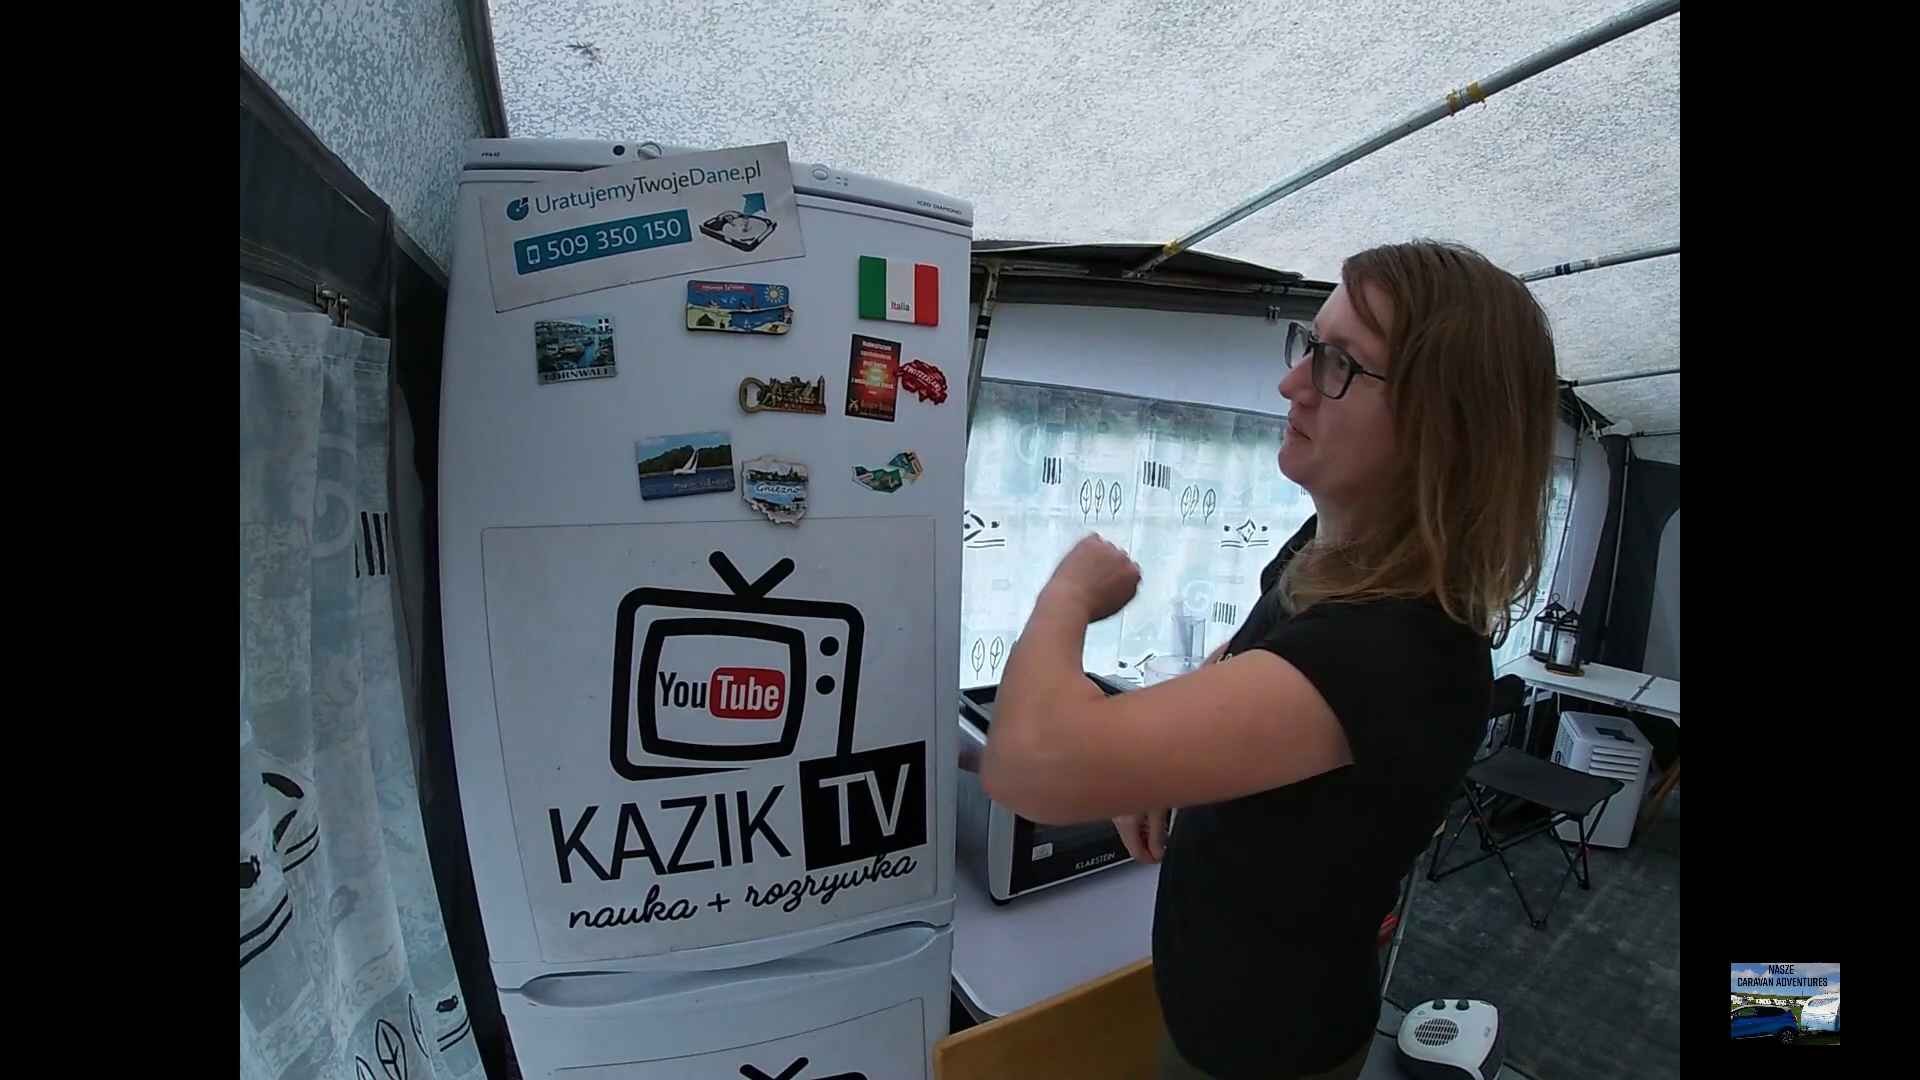 UratujemyTwojeDane.pl
509 350 150
ICED DIAMOND
Italia
CORNWALL
SWITZERLAND
Gniezno
YouTube
KAZIK TV
nauka + rozrywka
KLARSTEIN
NASZE
CARAVAN ADVENTURES